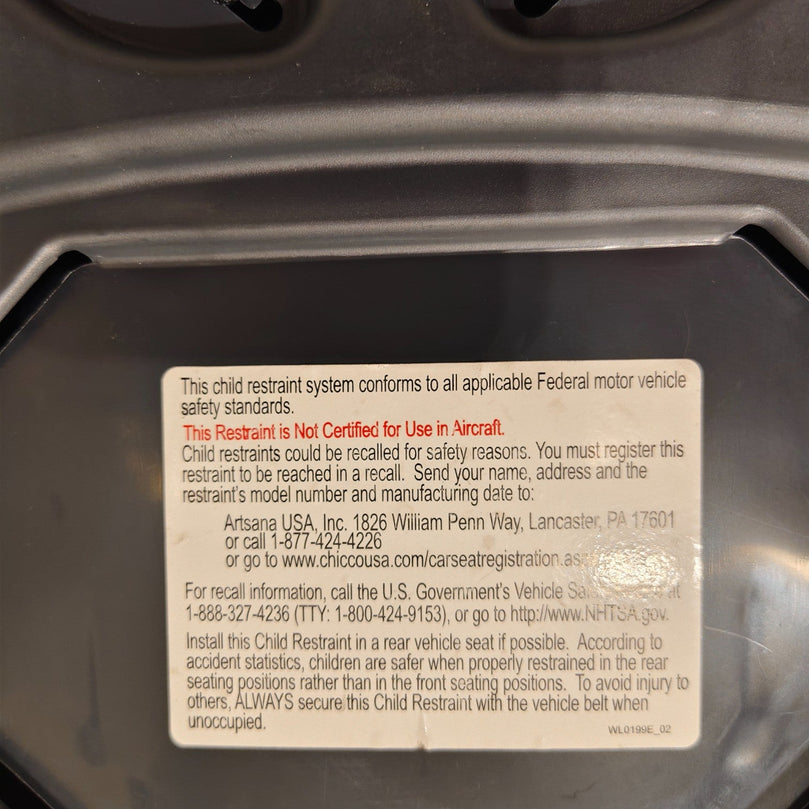 This child restraint system conforms to all applicable Federal motor vehicle
safety standards.
This Restraint is Not Certified for Use in Aircraft.
Child restraints could be recalled for safety reasons. You must register this
restraint to be reached in a recall. Send your name, address and the
restraint's model number and manufacturing date to:
Artsana USA, Inc. 1826 William Penn Way, Lancaster, PA 17601
or call 1-877-424-4226
or go to
For recall information, call the U.S. Government's Vehicle at
1-888-327-4236 (TTY: 1-800-424-9153), or go to http://www.NHTSA.gov.
Install this Child Restraint in a rear vehicle seat if possible. According to
accident statistics, children are safer when properly restrained in the rear
seating positions rather than in the front seating positions. To avoid injury to
others, ALWAYS secure this Child Restraint with the vehicle belt when
unoccupied.
WL0199E_02